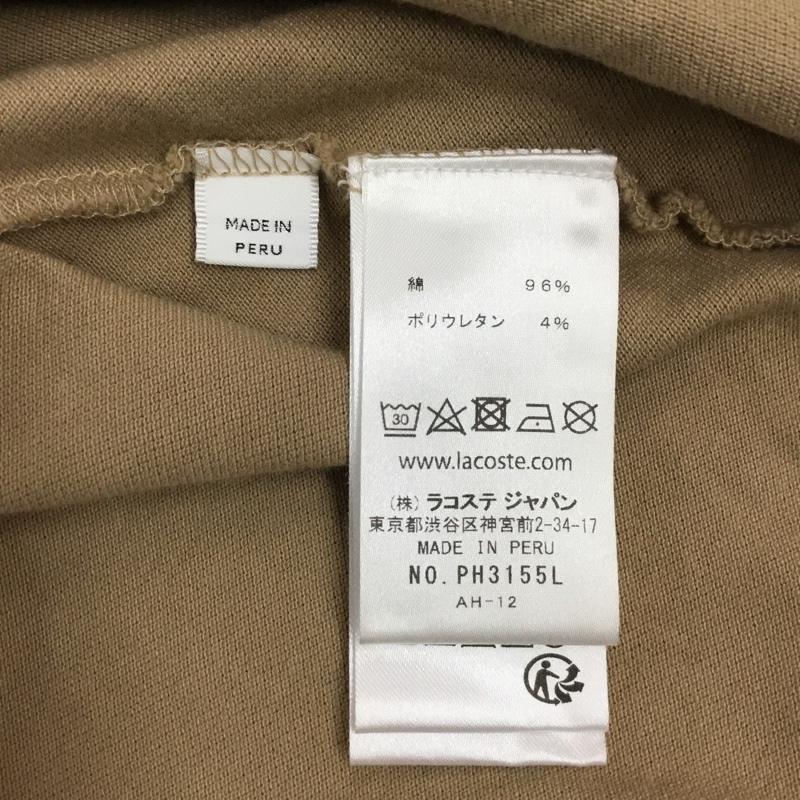 MADE IN
PERU
綿 96%
ポリウレタン 4%
30
www.lacoste.com
(株) ラコステ ジャパン
東京都渋谷区神宮前2-34-17
MADE IN PERU
NO. PH3155L
AH-12